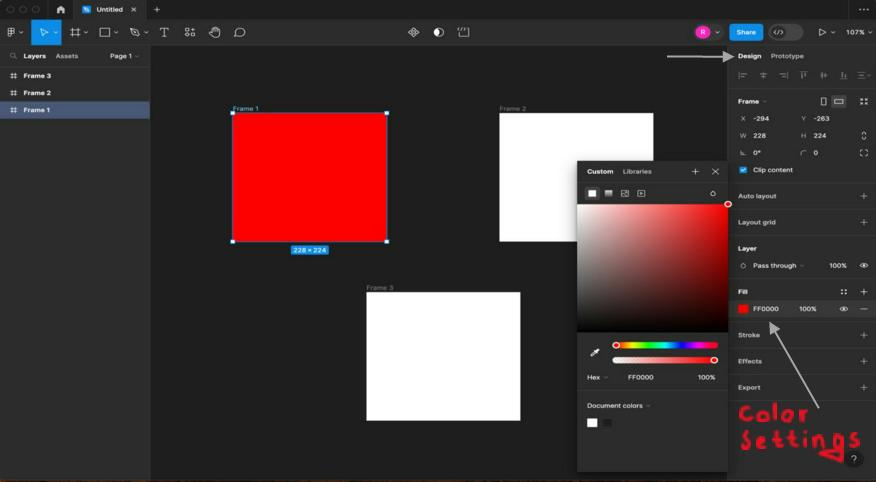 Untitled
Share
107%
Layers Assets Page 1
Design Prototype
Frame 3
Frame 2
Frame 1
Frame 1
Frame 2
228 × 224
Frame 3
Frame
X -294 Y -263
W 228 H 224
0° 0
Clip content
Auto layout
Layout grid
Layer
Pass through 100%
Fill
FF0000 100%
Stroke
Effects
Export
Custom Libraries
Hex FF0000 100%
Document colors
Color
Settings
?
R